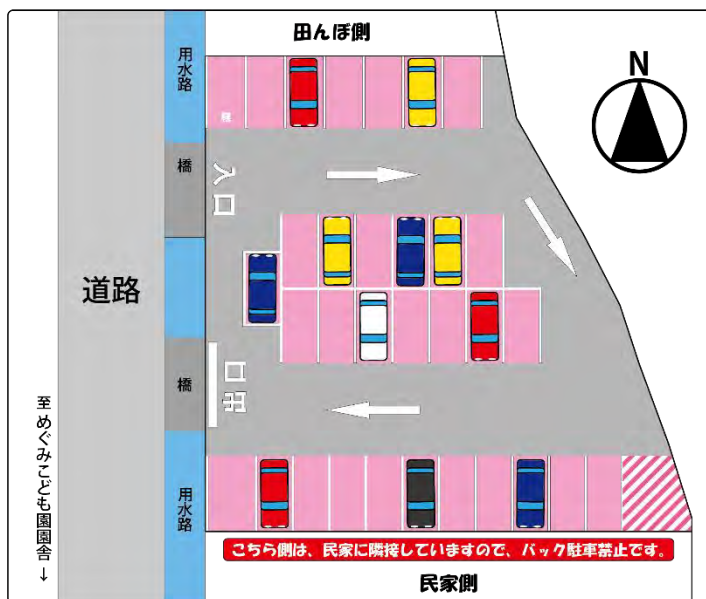 田んぼ側
N
用水路
橋
入口
道路
橋
出口
至 めぐみこども園園舎 →
用水路
こちら側は、民家に隣接していますので、バック駐車禁止です。
民家側